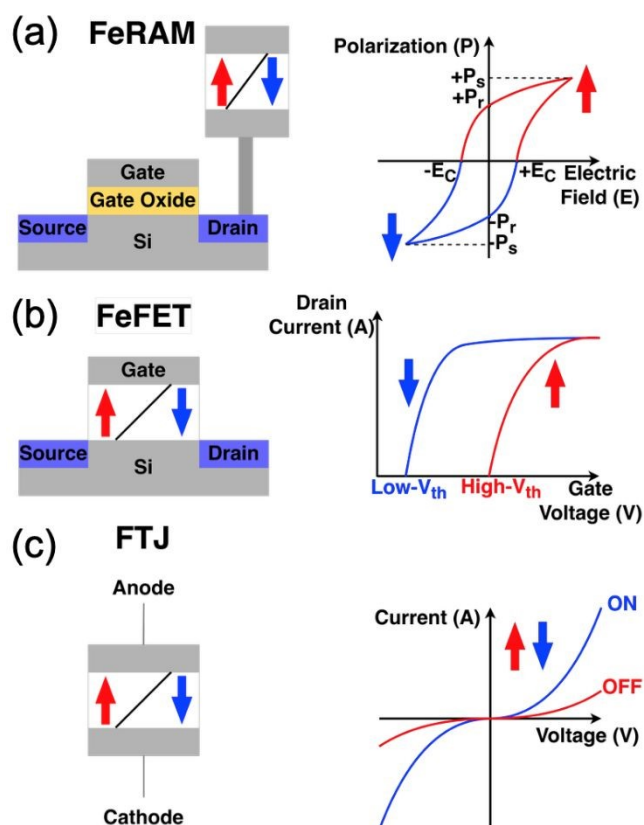 (a)
FeRAM
Gate
Gate Oxide
Source
Si
Drain
Polarization (P)
+Ps
+Pr
-EC
+EC
Electric
Field (E)
-Pr
-Ps
(b)
FeFET
Gate
Source
Si
Drain
Drain
Current (A)
Low-Vth
High-Vth
Gate
Voltage (V)
(c)
FTJ
Anode
Cathode
Current (A)
ON
OFF
Voltage (V)